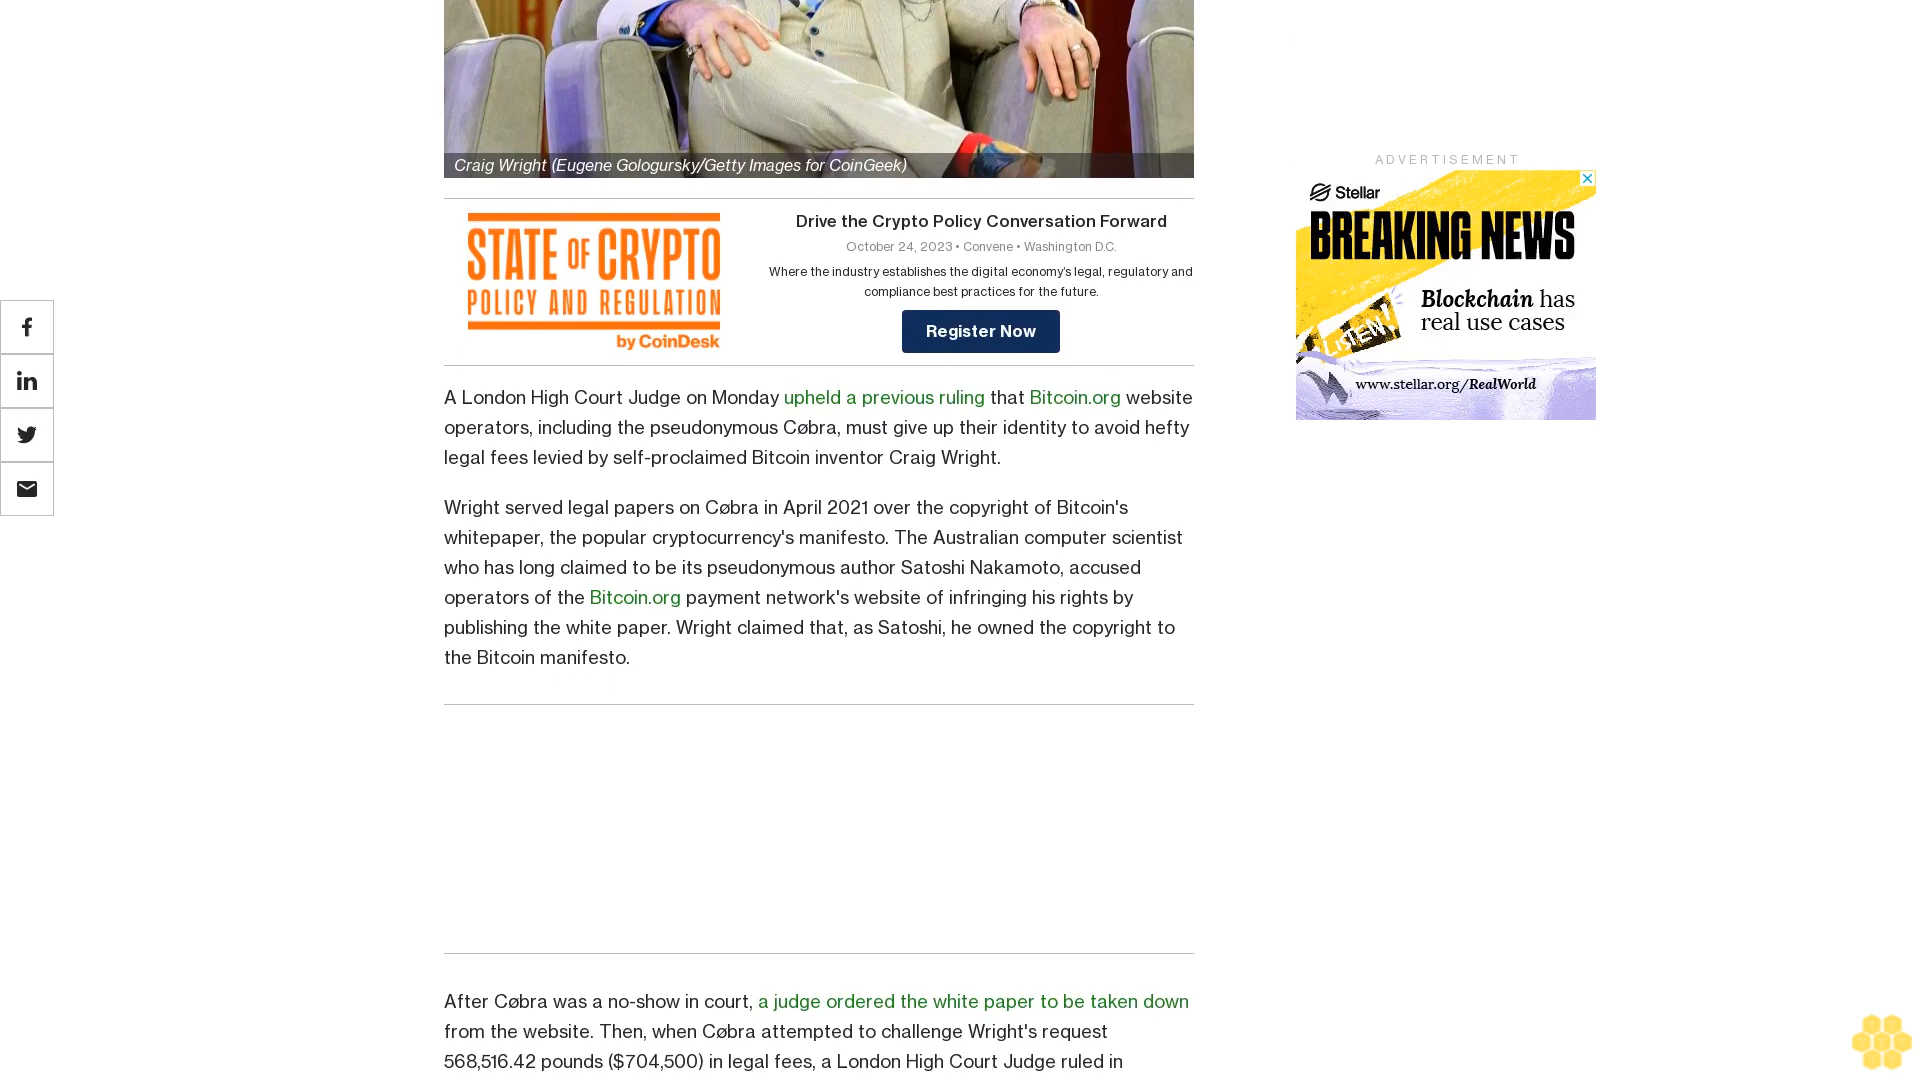 Craig Wright (Eugene Gologursky/Getty Images for CoinGeek)
STATE OF CRYPTO
POLICY AND REGULATION
by CoinDesk
Drive the Crypto Policy Conversation Forward
October 24, 2023 • Convene • Washington D.C.
Where the industry establishes the digital economy's legal, regulatory and
compliance best practices for the future.
Register Now
ADVERTISEMENT
Stellar
BREAKING NEWS
Blockchain has
real use cases
LISTEN!
www.stellar.org/RealWorld
A London High Court Judge on Monday upheld a previous ruling that Bitcoin.org website
operators, including the pseudonymous Cøbra, must give up their identity to avoid hefty
legal fees levied by self-proclaimed Bitcoin inventor Craig Wright.
Wright served legal papers on Cøbra in April 2021 over the copyright of Bitcoin's
whitepaper, the popular cryptocurrency's manifesto. The Australian computer scientist
who has long claimed to be its pseudonymous author Satoshi Nakamoto, accused
operators of the Bitcoin.org payment network's website of infringing his rights by
publishing the white paper. Wright claimed that, as Satoshi, he owned the copyright to
the Bitcoin manifesto.
After Cøbra was a no-show in court, a judge ordered the white paper to be taken down
from the website. Then, when Cøbra attempted to challenge Wright's request
568,516.42 pounds ($704,500) in legal fees, a London High Court Judge ruled in